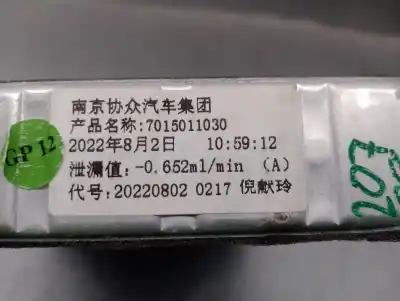 南京协众汽车集团
产品名称:7015011030
2022年8月2日 10:59:12
泄漏值: -0.652ml/min (A)
代号:20220802 0217 倪献玲
GP 12
207